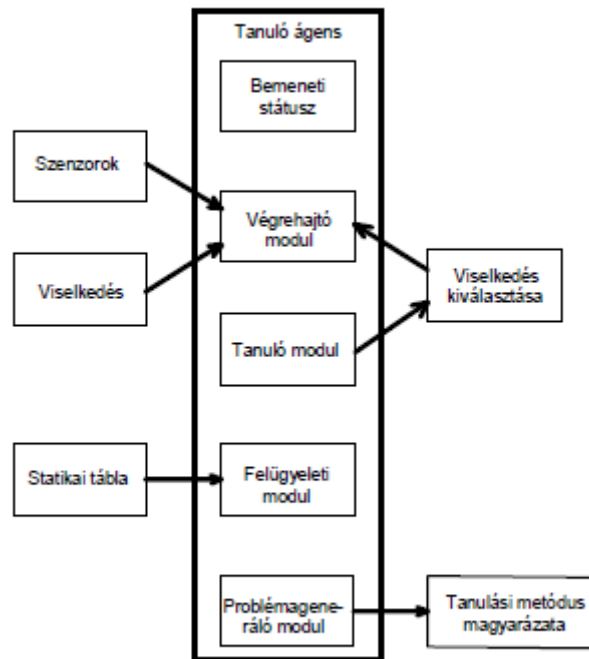 Tanuló ágens
Bemeneti
státusz
Szenzorok
Végrehajtó
modul
Viselkedés
Viselkedés
kiválasztása
Tanuló modul
Statikai tábla
Felügyeleti
modul
Problémagene-
ráló modul
Tanulási metódus
magyarázata